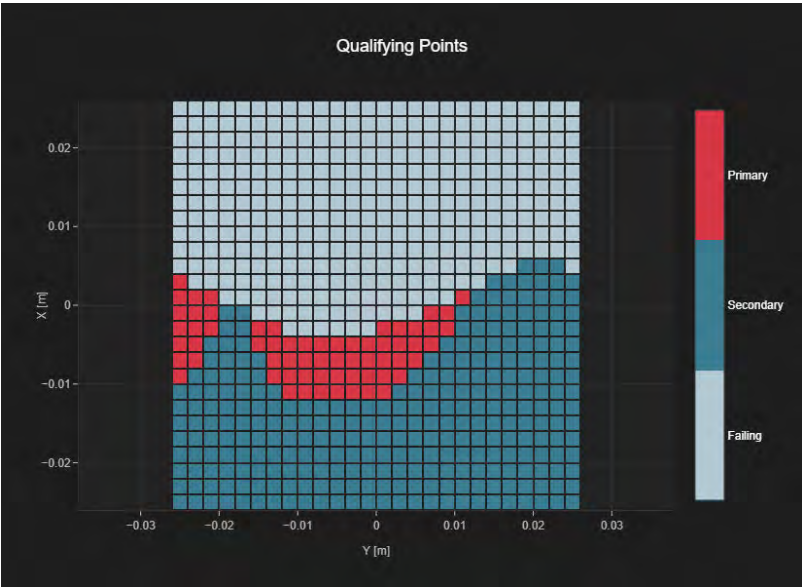 Qualifying Points
0.02
0.01
0
−0.01
−0.02
X [m]
−0.03
−0.02
−0.01
0
0.01
0.02
0.03
Y [m]
Primary
Secondary
Failing